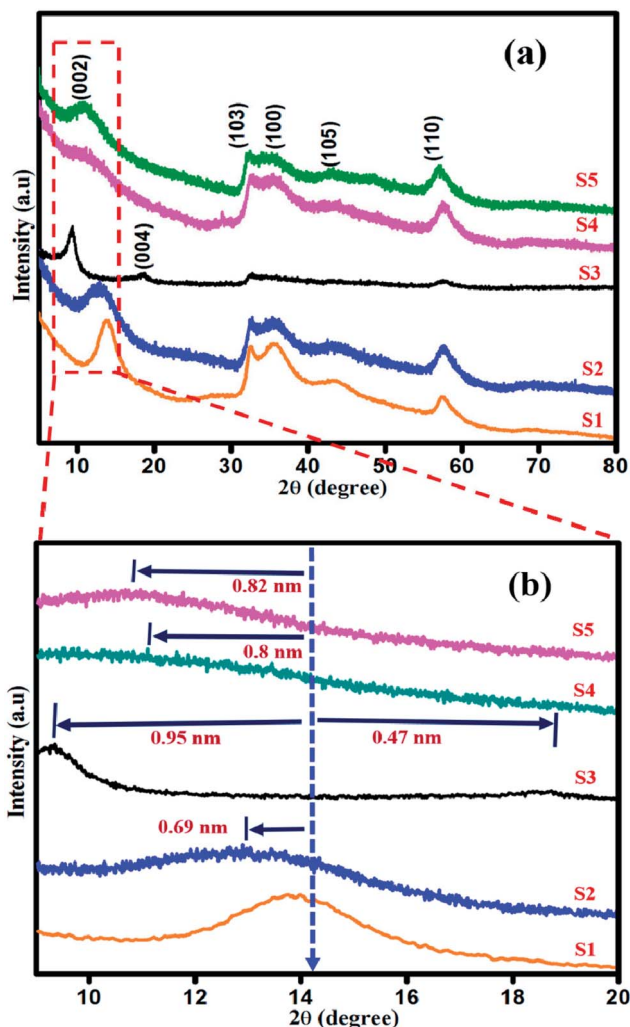 (a)
(002)
(103)
(100)
(105)
(110)
(004)
S5
S4
S3
S2
S1
Intensity (a.u)
10 20 30 40 50 60 70 80
2θ (degree)
(b)
0.82 nm
S5
0.8 nm
S4
0.95 nm
0.47 nm
S3
0.69 nm
S2
S1
Intensity (a.u)
10 12 14 16 18 20
2θ (degree)